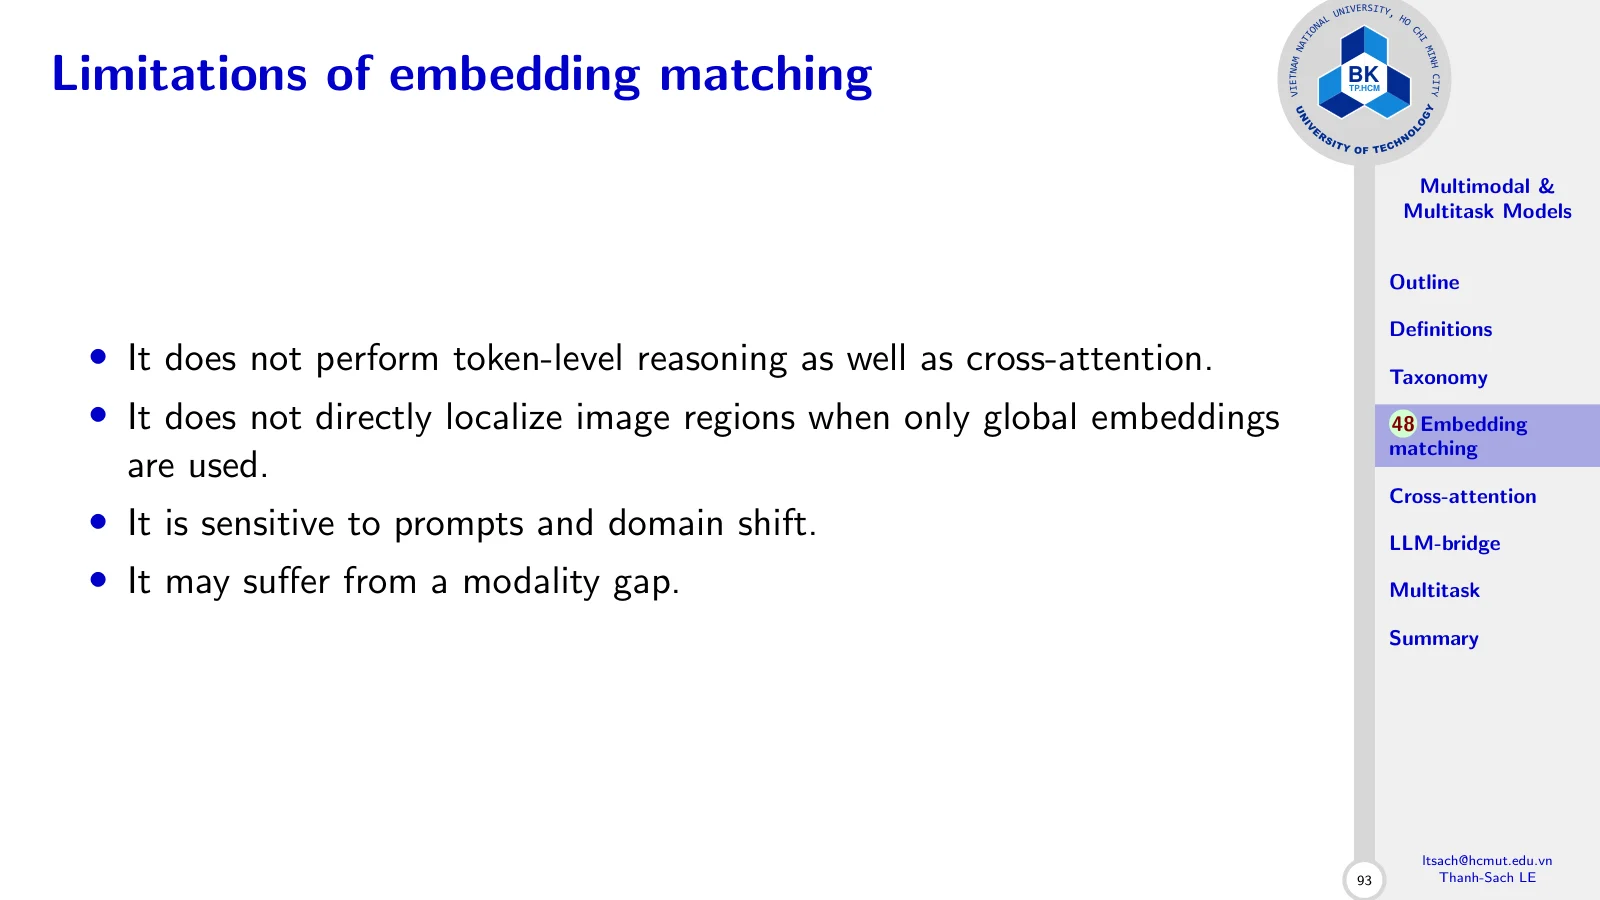 Limitations of embedding matching
• It does not perform token-level reasoning as well as cross-attention.
• It does not directly localize image regions when only global embeddings
are used.
• It is sensitive to prompts and domain shift.
• It may suffer from a modality gap.
VIETNAM NATIONAL UNIVERSITY, HO CHI MINH CITY
BK
TP.HCM
UNIVERSITY OF TECHNOLOGY
Multimodal &
Multitask Models
Outline
Definitions
Taxonomy
48 Embedding
matching
Cross-attention
LLM-bridge
Multitask
Summary
ltsach@hcmut.edu.vn
Thanh-Sach LE
93